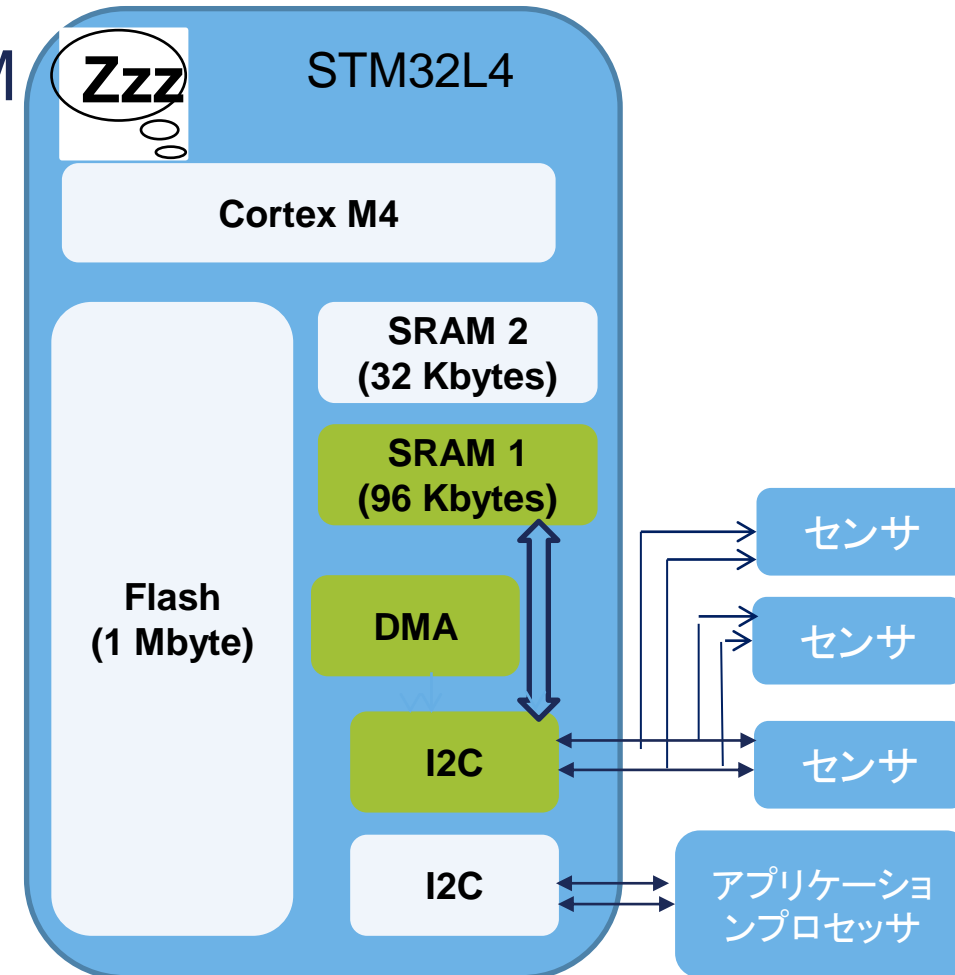 M
Zzz
STM32L4
Cortex M4
SRAM 2
(32 Kbytes)
SRAM 1
(96 Kbytes)
Flash
(1 Mbyte)
DMA
I2C
I2C
センサ
センサ
センサ
アプリケーショ
ンプロセッサ